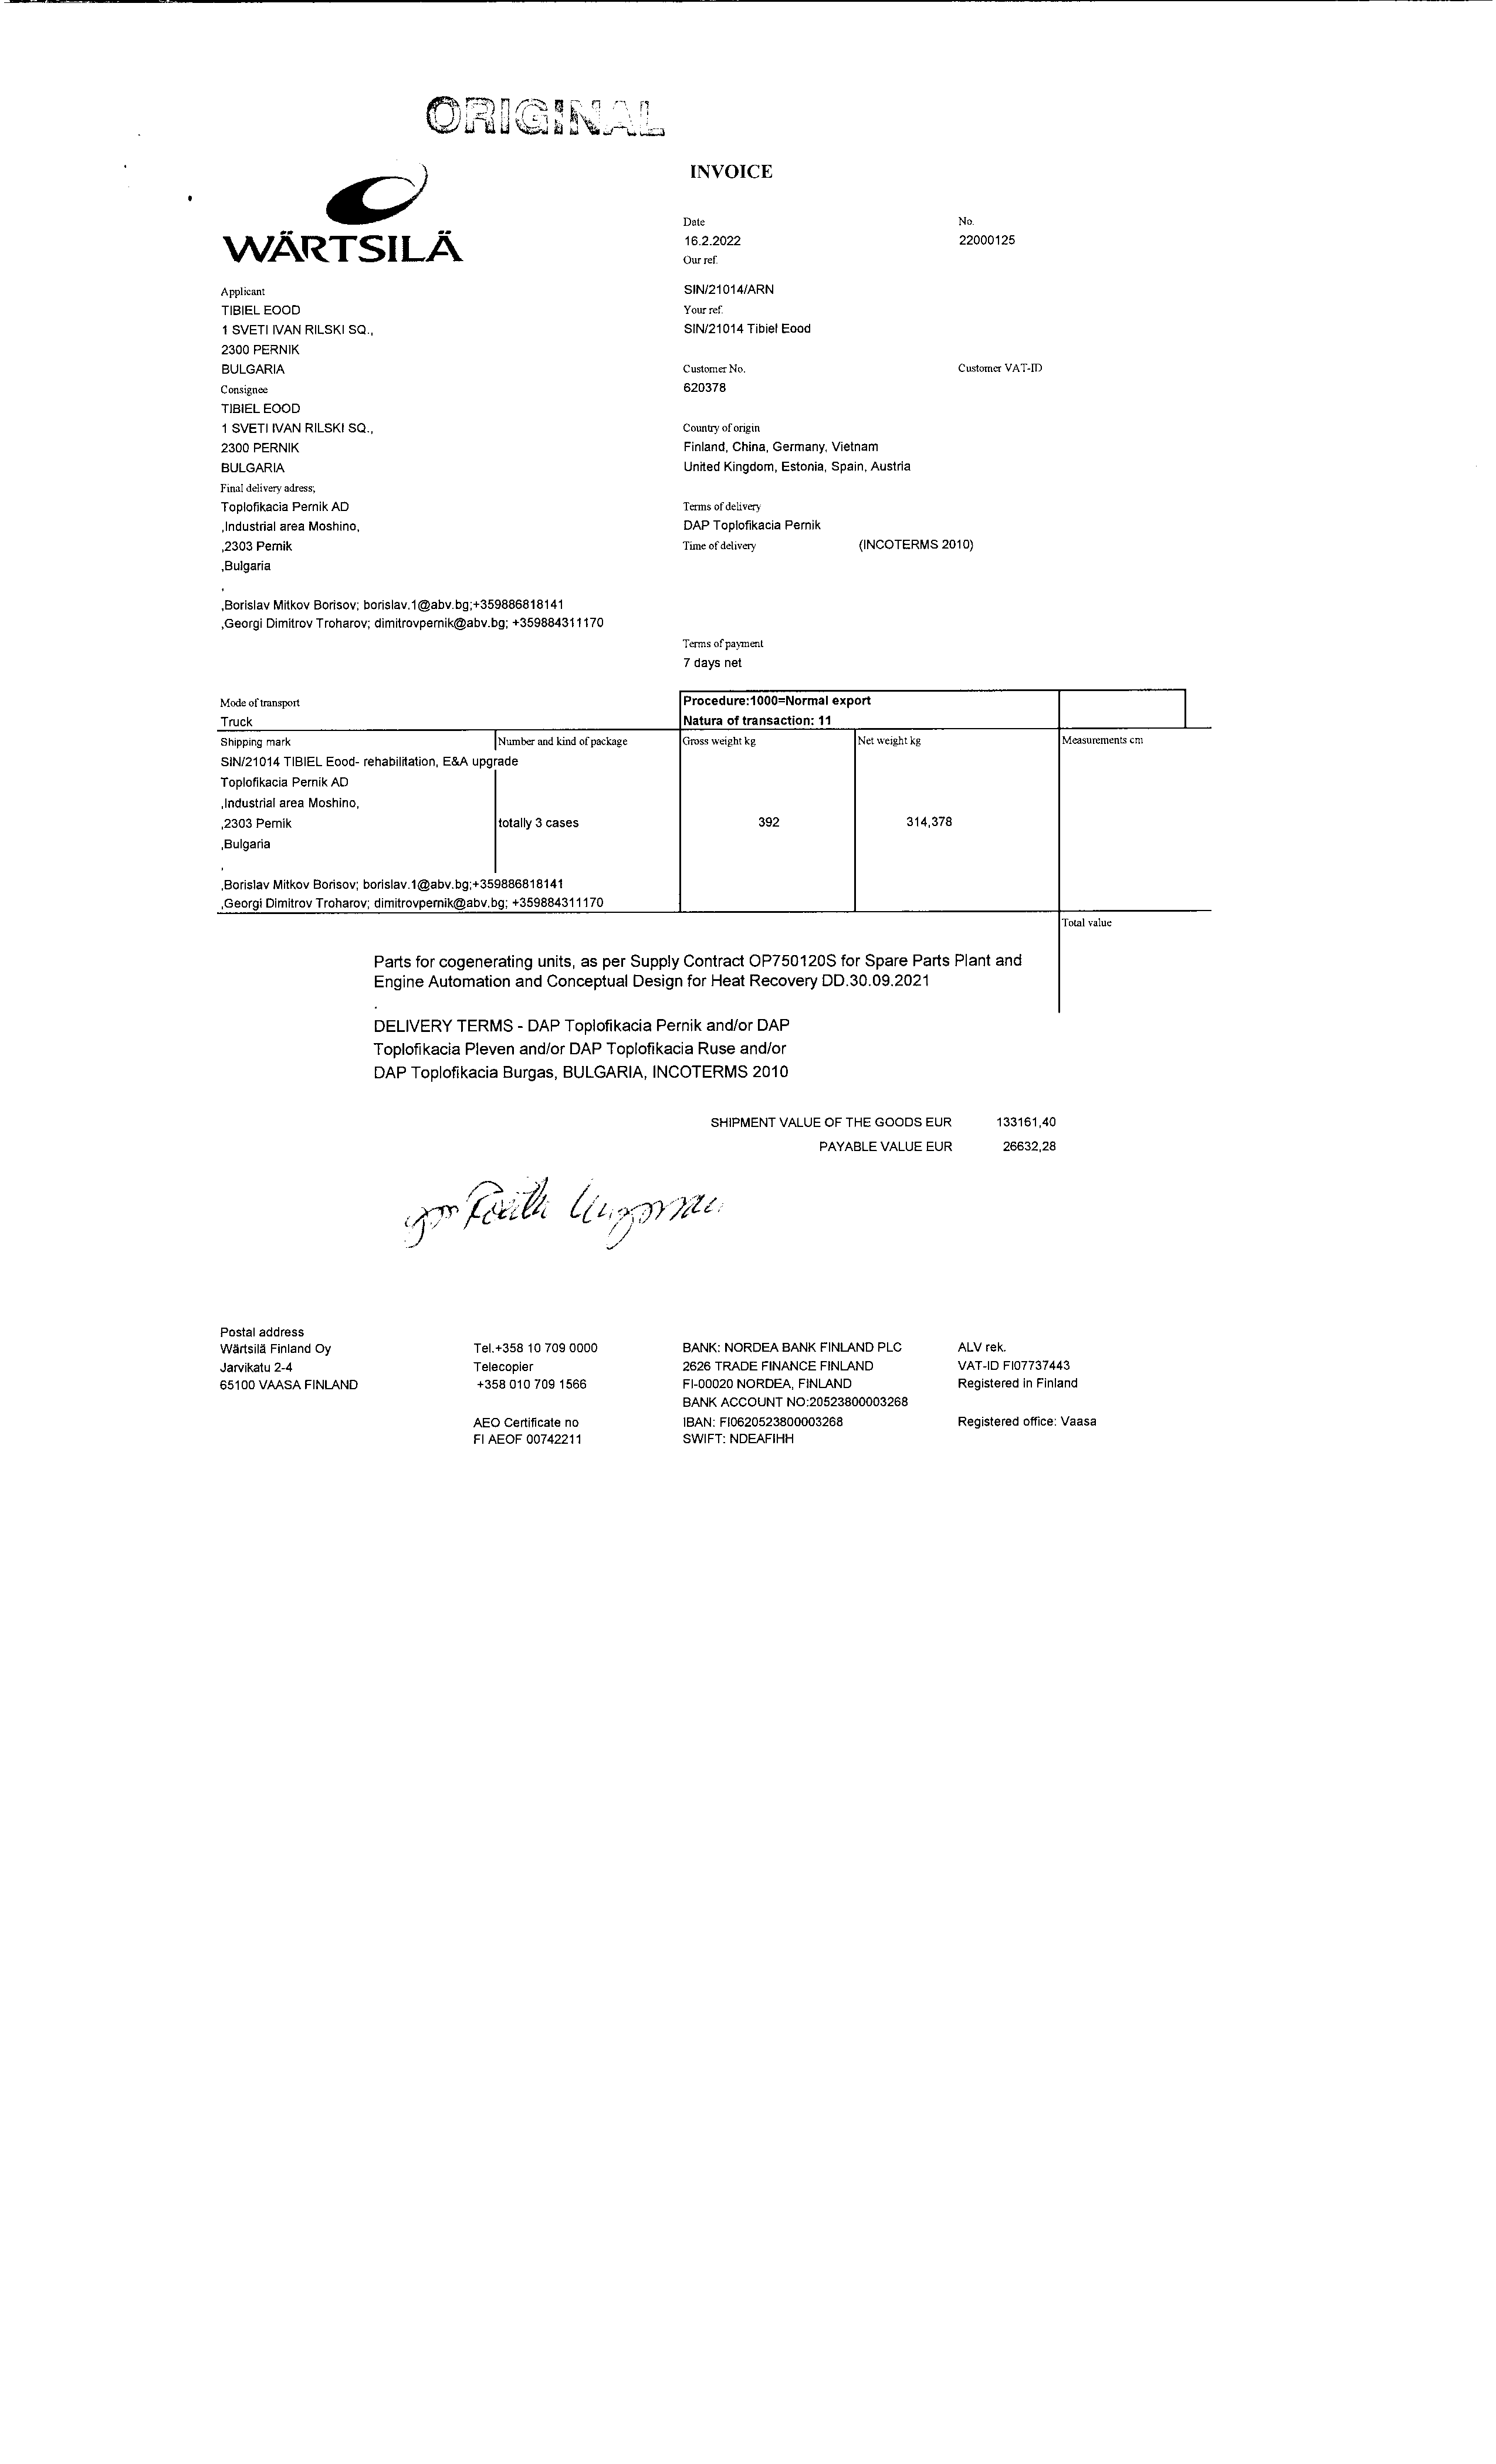 ORIGINAL
INVOICE
WÄRTSILÄ
Date
No.
16.2.2022
22000125
Our ref.
Applicant
SIN/21014/ARN
TIBIEL EOOD
Your ref.
1 SVETI IVAN RILSKI SQ.,
SIN/21014 Tibiel Eood
2300 PERNIK
BULGARIA
Customer No.
Customer VAT-ID
Consignee
620378
TIBIEL EOOD
1 SVETI IVAN RILSKI SQ.,
Country of origin
2300 PERNIK
Finland, China, Germany, Vietnam
BULGARIA
United Kingdom, Estonia, Spain, Austria
Final delivery adress;
Toplofikacia Pernik AD
Terms of delivery
,Industrial area Moshino,
DAP Toplofikacia Pernik
,2303 Pernik
Time of delivery
(INCOTERMS 2010)
,Bulgaria
,
,Borislav Mitkov Borisov; borislav.1@abv.bg;+359886818141
,Georgi Dimitrov Troharov; dimitrovpernik@abv.bg; +359884311170
Terms of payment
7 days net
Mode of transport
Procedure:1000=Normal export
Truck
Natura of transaction: 11
Shipping mark
Number and kind of package
Gross weight kg
Net weight kg
Measurements cm
SIN/21014 TIBIEL Eood- rehabilitation, E&A upgrade
Toplofikacia Pernik AD
,Industrial area Moshino,
,2303 Pernik
totally 3 cases
392
314,378
,Bulgaria
,
,Borislav Mitkov Borisov; borislav.1@abv.bg;+359886818141
,Georgi Dimitrov Troharov; dimitrovpernik@abv.bg; +359884311170
Total value
Parts for cogenerating units, as per Supply Contract OP750120S for Spare Parts Plant and
Engine Automation and Conceptual Design for Heat Recovery DD.30.09.2021
.
DELIVERY TERMS - DAP Toplofikacia Pernik and/or DAP
Toplofikacia Pleven and/or DAP Toplofikacia Ruse and/or
DAP Toplofikacia Burgas, BULGARIA, INCOTERMS 2010
SHIPMENT VALUE OF THE GOODS EUR
133161,40
PAYABLE VALUE EUR
26632,28
Postal address
Wärtsilä Finland Oy
Tel.+358 10 709 0000
BANK: NORDEA BANK FINLAND PLC
ALV rek.
Jarvikatu 2-4
Telecopier
2626 TRADE FINANCE FINLAND
VAT-ID FI07737443
65100 VAASA FINLAND
+358 010 709 1566
FI-00020 NORDEA, FINLAND
Registered in Finland
BANK ACCOUNT NO:20523800003268
AEO Certificate no
IBAN: FI0620523800003268
Registered office: Vaasa
FI AEOF 00742211
SWIFT: NDEAFIHH